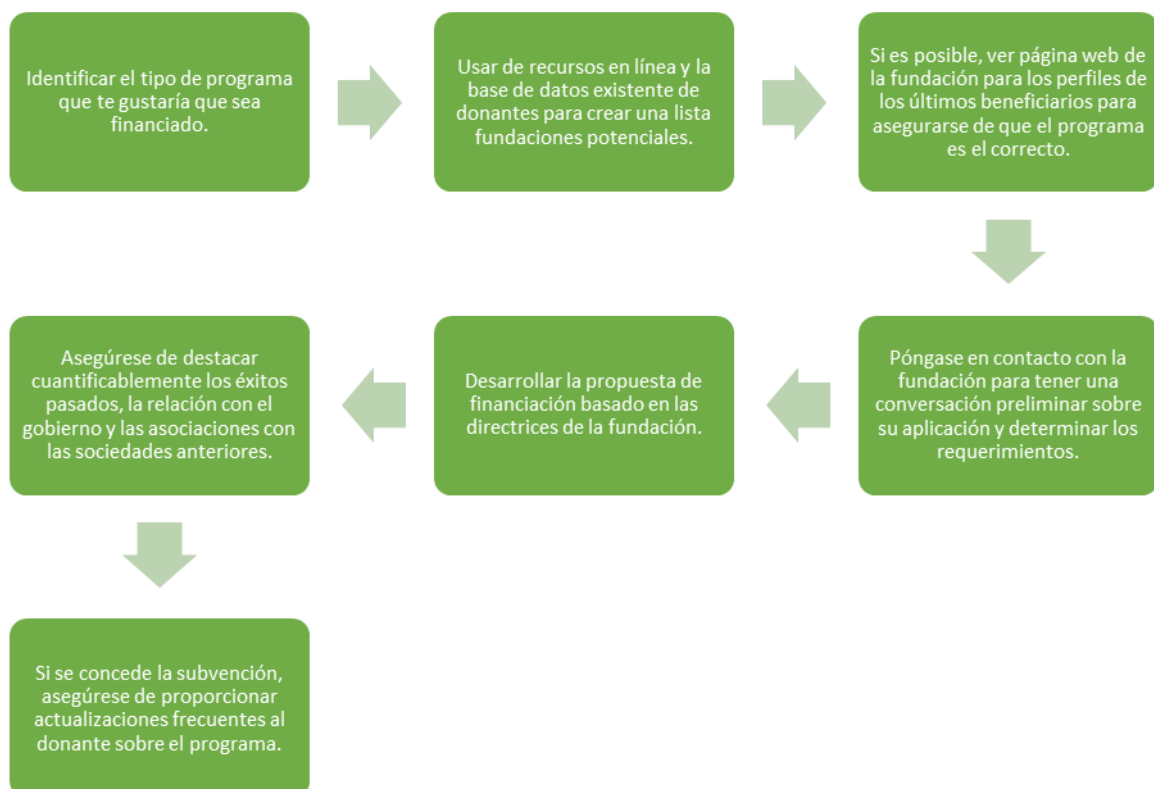 Identificar el tipo de programa
que te gustaría que sea
financiado.
Usar de recursos en línea y la
base de datos existente de
donantes para crear una lista
fundaciones potenciales.
Si es posible, ver página web de
la fundación para los perfiles de
los últimos beneficiarios para
asegurarse de que el programa
es el correcto.
Póngase en contacto con la
fundación para tener una
conversación preliminar sobre
su aplicación y determinar los
requerimientos.
Desarrollar la propuesta de
financiación basado en las
directrices de la fundación.
Asegúrese de destacar
cuantificablemente los éxitos
pasados, la relación con el
gobierno y las asociaciones con
las sociedades anteriores.
Si se concede la subvención,
asegúrese de proporcionar
actualizaciones frecuentes al
donante sobre el programa.